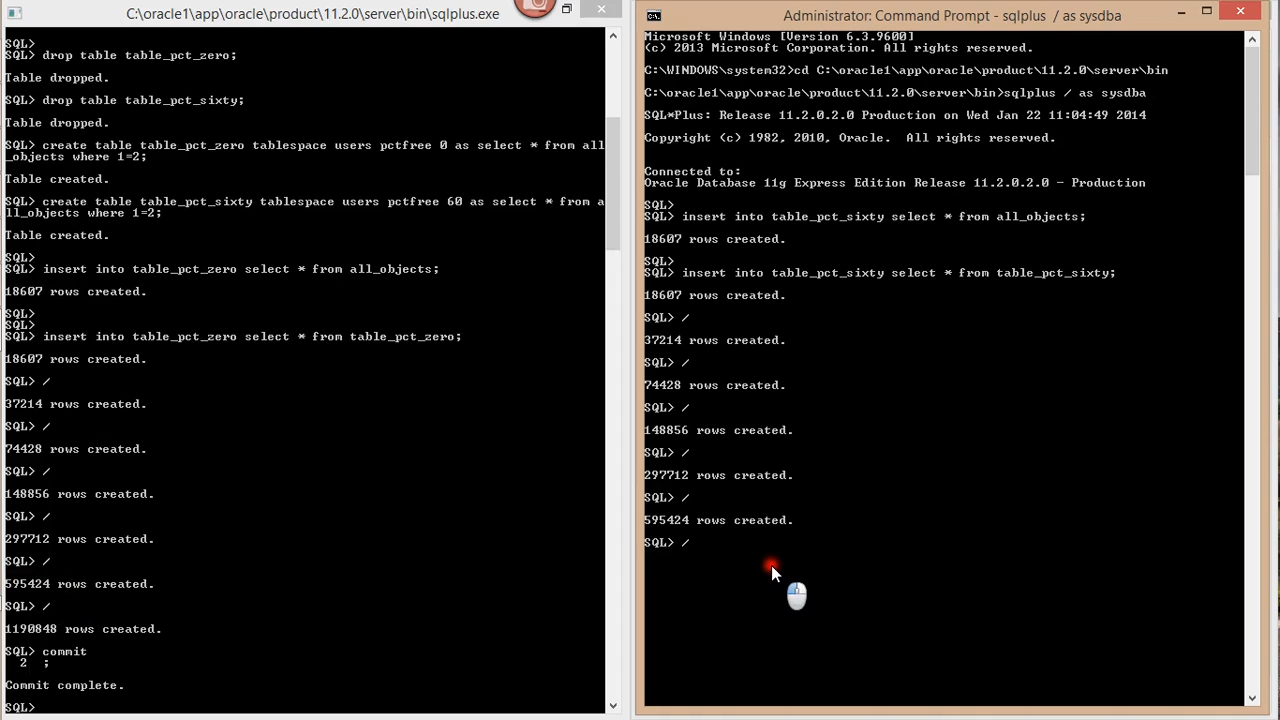 C:\oracle1\app\oracle\product\11.2.0\server\bin\sqlplus.exe
SQL>
SQL> drop table table_pct_zero;
Table dropped.
SQL> drop table table_pct_sixty;
Table dropped.
SQL> create table table_pct_zero tablespace users pctfree 0 as select * from all
_objects where 1=2;
Table created.
SQL> create table table_pct_sixty tablespace users pctfree 60 as select * from a
ll_objects where 1=2;
Table created.
SQL>
SQL> insert into table_pct_zero select * from all_objects;
18607 rows created.
SQL>
SQL>
SQL> insert into table_pct_zero select * from table_pct_zero;
18607 rows created.
SQL> /
37214 rows created.
SQL> /
74428 rows created.
SQL> /
148856 rows created.
SQL> /
297712 rows created.
SQL> /
595424 rows created.
SQL> /
1190848 rows created.
SQL> commit
2 ;
Commit complete.
SQL>
Administrator: Command Prompt - sqlplus / as sysdba
Microsoft Windows [Version 6.3.9600]
(c) 2013 Microsoft Corporation. All rights reserved.
C:\WINDOWS\system32>cd C:\oracle1\app\oracle\product\11.2.0\server\bin
C:\oracle1\app\oracle\product\11.2.0\server\bin>sqlplus / as sysdba
SQL*Plus: Release 11.2.0.2.0 Production on Wed Jan 22 11:04:49 2014
Copyright (c) 1982, 2010, Oracle. All rights reserved.
Connected to:
Oracle Database 11g Express Edition Release 11.2.0.2.0 - Production
SQL>
SQL> insert into table_pct_sixty select * from all_objects;
18607 rows created.
SQL>
SQL> insert into table_pct_sixty select * from table_pct_sixty;
18607 rows created.
SQL> /
37214 rows created.
SQL> /
74428 rows created.
SQL> /
148856 rows created.
SQL> /
297712 rows created.
SQL> /
595424 rows created.
SQL> /